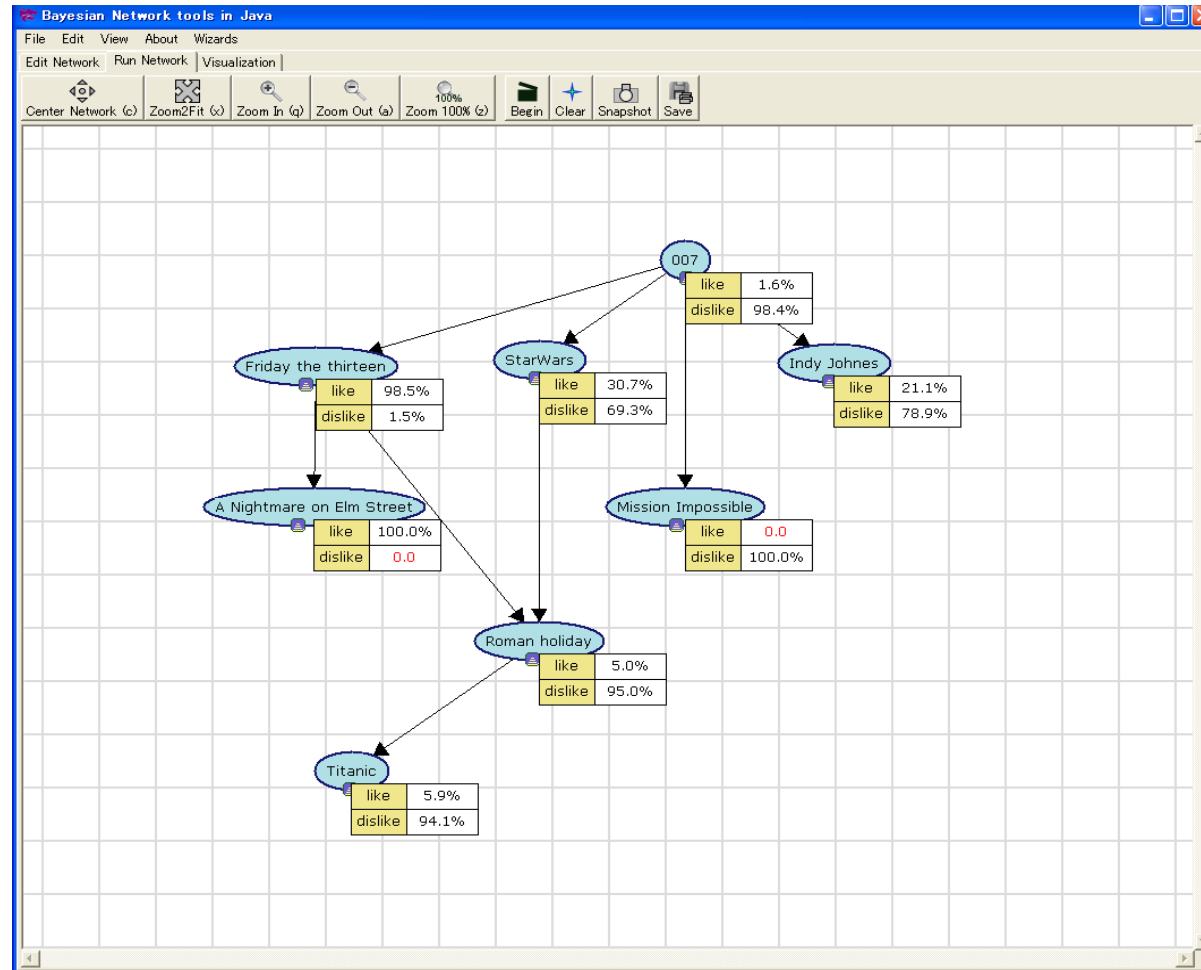 Bayesian Network tools in Java
File Edit View About Wizards
Edit Network Run Network Visualization
100%
Center Network (c) Zoom2Fit (x) Zoom In (q) Zoom Out (a) Zoom 100% (z) Begin Clear Snapshot Save
007
like 1.6%
dislike 98.4%
Friday the thirteen
like 98.5%
dislike 1.5%
StarWars
like 30.7%
dislike 69.3%
Indy Johnes
like 21.1%
dislike 78.9%
A Nightmare on Elm Street
like 100.0%
dislike 0.0
Mission Impossible
like 0.0
dislike 100.0%
Roman holiday
like 5.0%
dislike 95.0%
Titanic
like 5.9%
dislike 94.1%